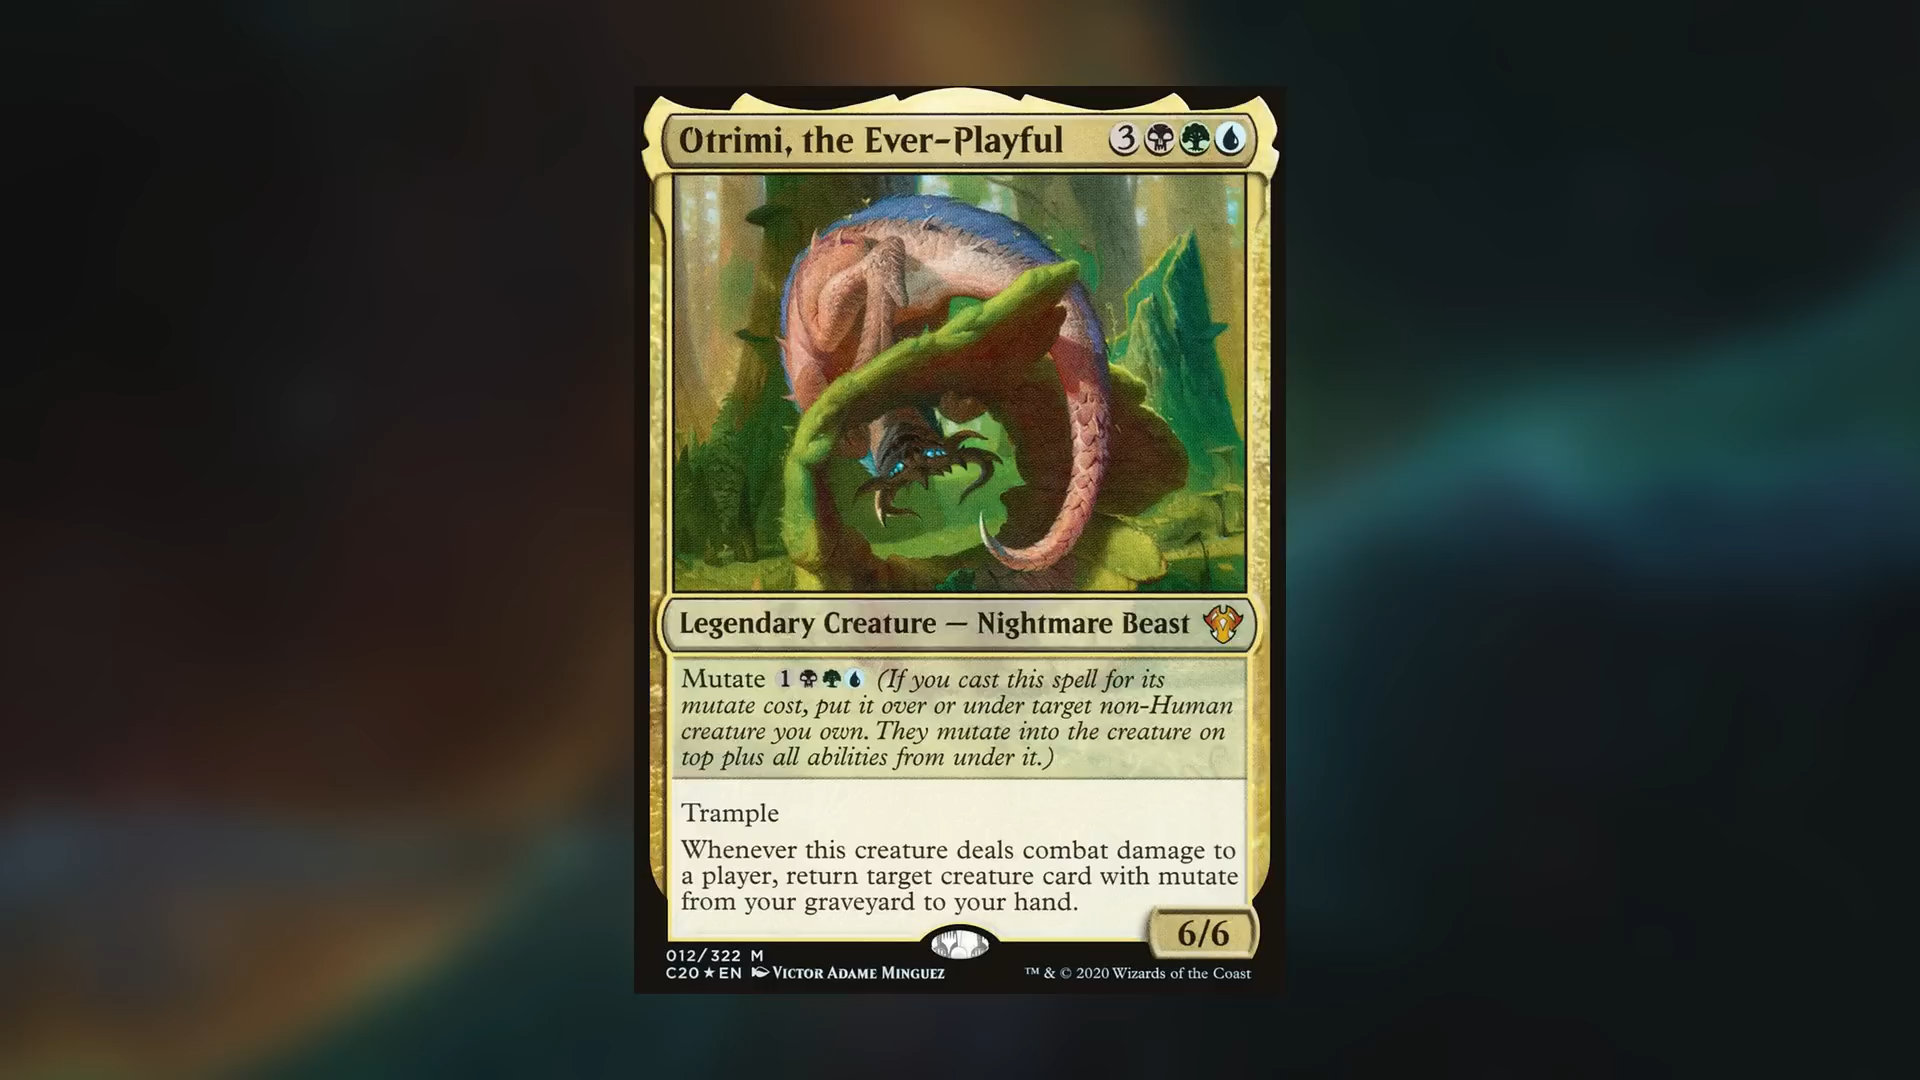 Otrimi, the Ever-Playful 3
Legendary Creature — Nightmare Beast
Mutate 1 (If you cast this spell for its
mutate cost, put it over or under target non-Human
creature you own. They mutate into the creature on
top plus all abilities from under it.)
Trample
Whenever this creature deals combat damage to
a player, return target creature card with mutate
from your graveyard to your hand.
6/6
012/322 M
C20★EN Victor Adame Minguez
™ & © 2020 Wizards of the Coast